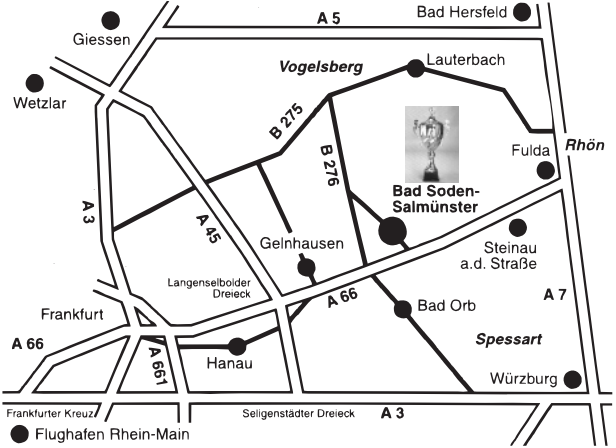 A 5
Bad Hersfeld
Giessen
Vogelsberg
Lauterbach
Wetzlar
B 275
B 276
Rhön
Fulda
Bad Soden-
Salmünster
A 3
A 45
Gelnhausen
Steinau
a.d. Straße
Langenselbolder
Dreieck
A 66
A 7
Frankfurt
Bad Orb
A 66
A 661
Hanau
Spessart
Würzburg
Frankfurter Kreuz
Seligenstädter Dreieck
A 3
Flughafen Rhein-Main